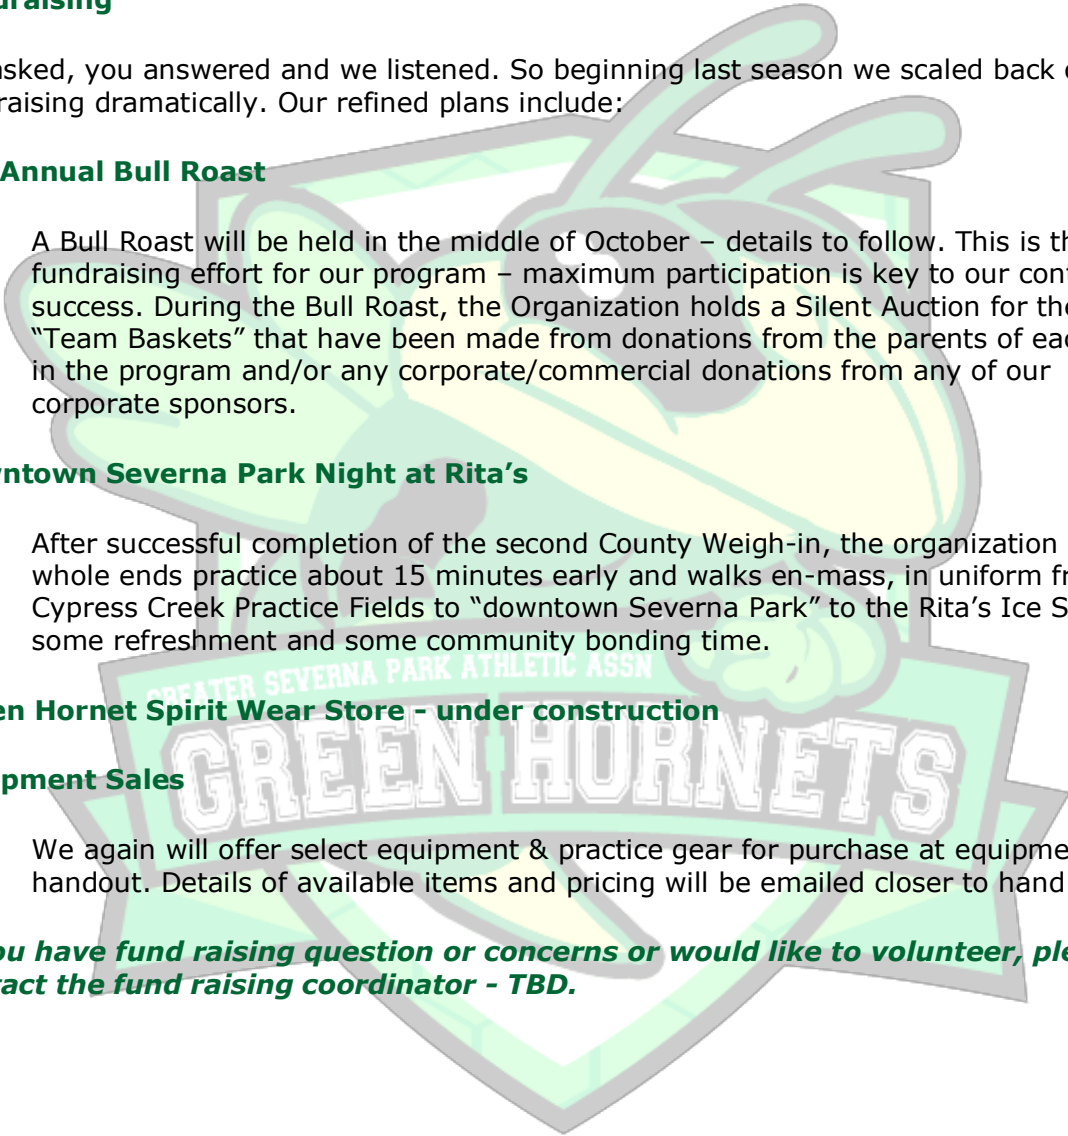 draising
asked, you answered and we listened. So beginning last season we scaled back
raising dramatically. Our refined plans include:
Annual Bull Roast
A Bull Roast will be held in the middle of October – details to follow. This is th
fundraising effort for our program – maximum participation is key to our cont
success. During the Bull Roast, the Organization holds a Silent Auction for the
“Team Baskets” that have been made from donations from the parents of eac
in the program and/or any corporate/commercial donations from any of our
corporate sponsors.
wntown Severna Park Night at Rita’s
After successful completion of the second County Weigh-in, the organization
whole ends practice about 15 minutes early and walks en-mass, in uniform fr
Cypress Creek Practice Fields to “downtown Severna Park” to the Rita’s Ice S
some refreshment and some community bonding time.
GREATER SEVERNA PARK ATHLETIC ASSN
en Hornet Spirit Wear Store - under construction
GREEN HORNETS
pment Sales
We again will offer select equipment & practice gear for purchase at equipme
handout. Details of available items and pricing will be emailed closer to hand
ou have fund raising question or concerns or would like to volunteer, ple
tact the fund raising coordinator - TBD.